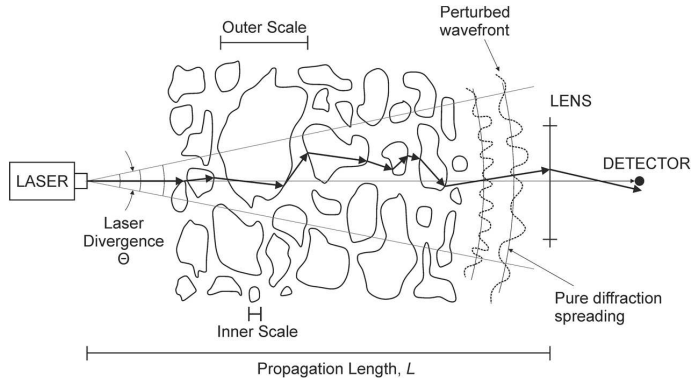 Outer Scale
Perturbed
wavefront
LENS
DETECTOR
LASER
Laser
Divergence
Θ
Pure diffraction
spreading
Inner Scale
Propagation Length, L